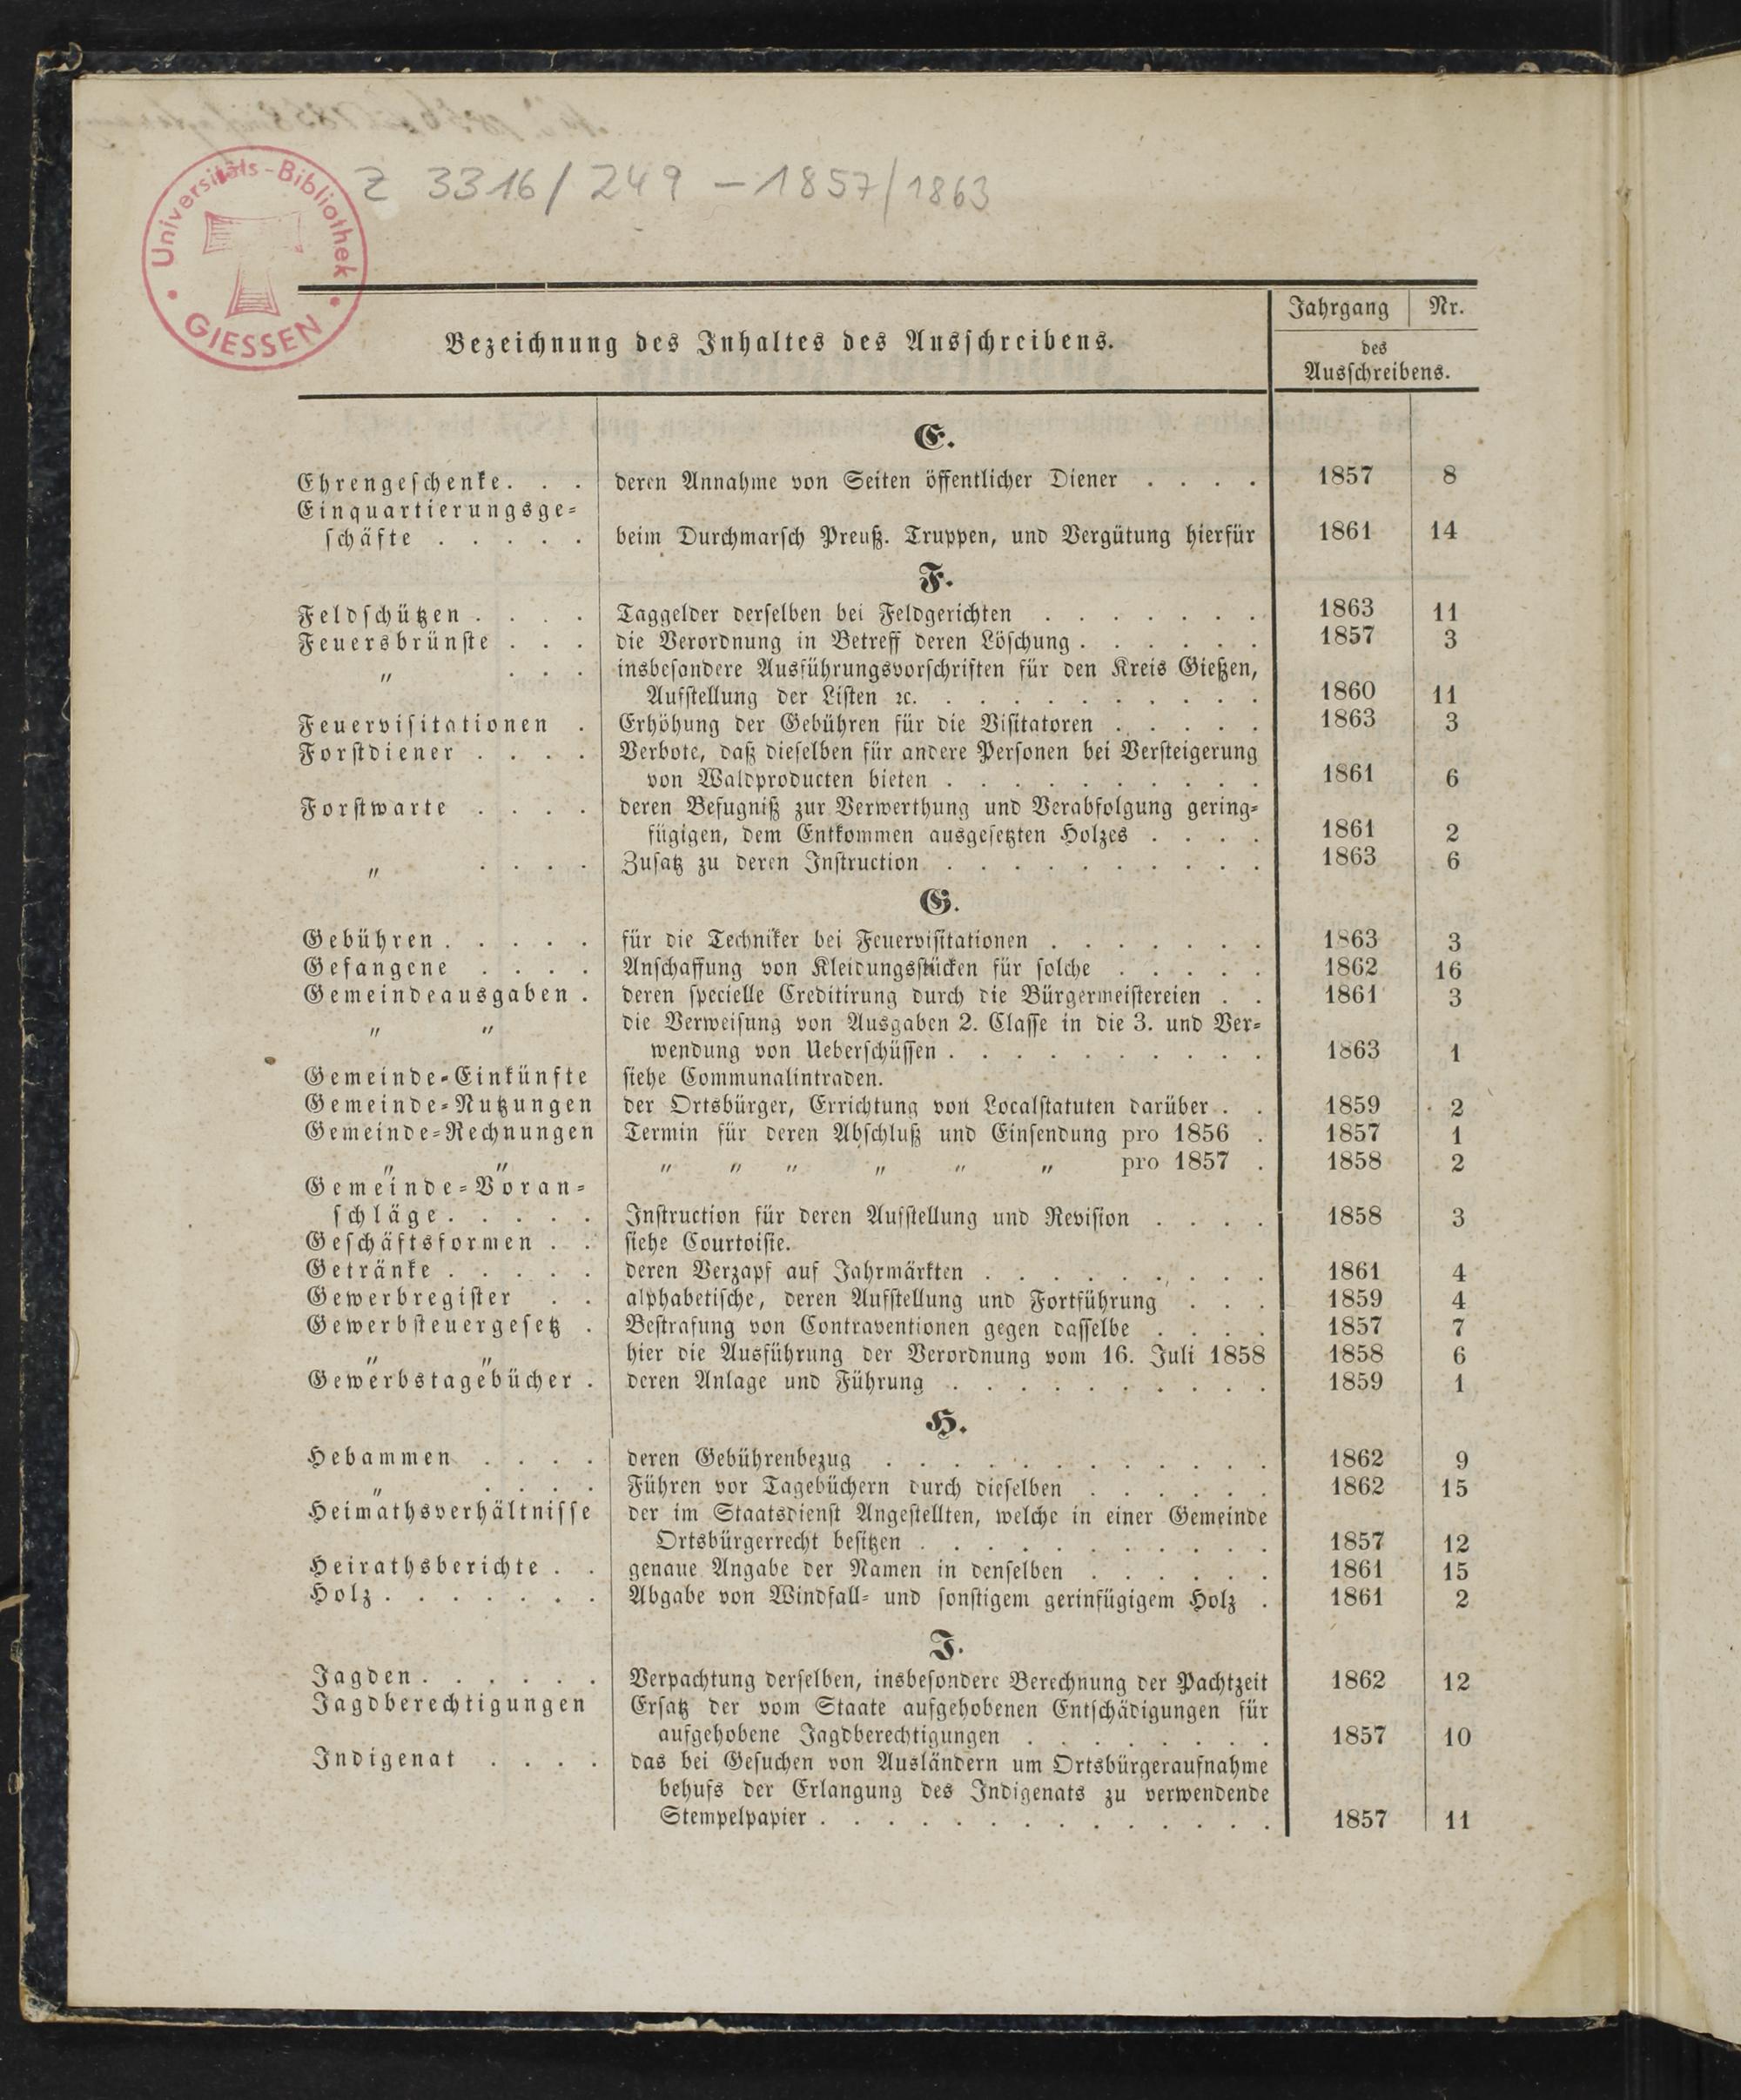 Z 3316/249 – 1857/1863
Universitäts-Bibliothek
GIESSEN
Bezeichnung des Inhaltes des Ausschreibens. Jahrgang Nr.
des
Ausschreibens.
E.
Ehrengeschenke. . . deren Annahme von Seiten öffentlicher Diener . . . . 1857 8
Einquartierungsge-
schäfte . . . . . beim Durchmarsch Preuß. Truppen, und Vergütung hierfür 1861 14
F.
Feldschützen . . . . Taggelder derselben bei Feldgerichten . . . . . . . 1863 11
Feuersbrünste . . . die Verordnung in Betreff deren Löschung . . . . . . 1857 3
" . . . insbesondere Ausführungsvorschriften für den Kreis Gießen,
Aufstellung der Listen ꝛc. . . . . . . . . . . 1860 11
Feuervisitationen . Erhöhung der Gebühren für die Visitatoren . . . . . 1863 3
Forstdiener . . . . Verbote, daß dieselben für andere Personen bei Versteigerung
von Waldproducten bieten . . . . . . . . . . 1861 6
Forstwarte . . . . deren Befugniß zur Verwerthung und Verabfolgung gering-
fügigen, dem Entkommen ausgesetzten Holzes . . . . 1861 2
" . . . . Zusatz zu deren Instruction . . . . . . . . . . 1863 6
G.
Gebühren . . . . . für die Techniker bei Feuervisitationen . . . . . . . 1863 3
Gefangene . . . . Anschaffung von Kleidungsstücken für solche . . . . . 1862 16
Gemeindeausgaben . deren specielle Creditirung durch die Bürgermeistereien . . 1861 3
" " die Verweisung von Ausgaben 2. Classe in die 3. und Ver-
wendung von Ueberschüssen . . . . . . . . . . 1863 1
Gemeinde-Einkünfte siehe Communalintraden.
Gemeinde-Nutzungen der Ortsbürger, Errichtung von Localstatuten darüber . . 1859 2
Gemeinde-Rechnungen Termin für deren Abschluß und Einsendung pro 1856 . 1857 1
" " " " " " " " pro 1857 . 1858 2
Gemeinde-Voran-
schläge . . . . . Instruction für deren Aufstellung und Revision . . . . 1858 3
Geschäftsformen . . siehe Courtoisie.
Getränke . . . . . deren Verzapf auf Jahrmärkten . . . . . . . . . 1861 4
Gewerbregister . . alphabetische, deren Aufstellung und Fortführung . . . 1859 4
Gewerbsteuergesetz . Bestrafung von Contraventionen gegen dasselbe . . . . 1857 7
" " hier die Ausführung der Verordnung vom 16. Juli 1858 1858 6
Gewerbstagebücher . deren Anlage und Führung . . . . . . . . . . 1859 1
H.
Hebammen . . . . deren Gebührenbezug . . . . . . . . . . . . 1862 9
" . . . . Führen vor Tagebüchern durch dieselben . . . . . . 1862 15
Heimathsverhältnisse der im Staatsdienst Angestellten, welche in einer Gemeinde
Ortsbürgerrecht besitzen . . . . . . . . . . . 1857 12
Heirathsberichte . . genaue Angabe der Namen in denselben . . . . . . 1861 15
Holz . . . . . . . Abgabe von Windfall- und sonstigem gerinfügigem Holz . 1861 2
J.
Jagden . . . . . . Verpachtung derselben, insbesondere Berechnung der Pachtzeit 1862 12
Jagdberechtigungen Ersatz der vom Staate aufgehobenen Entschädigungen für
aufgehobene Jagdberechtigungen . . . . . . . . 1857 10
Indigenat . . . . das bei Gesuchen von Ausländern um Ortsbürgeraufnahme
behufs der Erlangung des Indigenats zu verwendende
Stempelpapier . . . . . . . . . . . . . . 1857 11